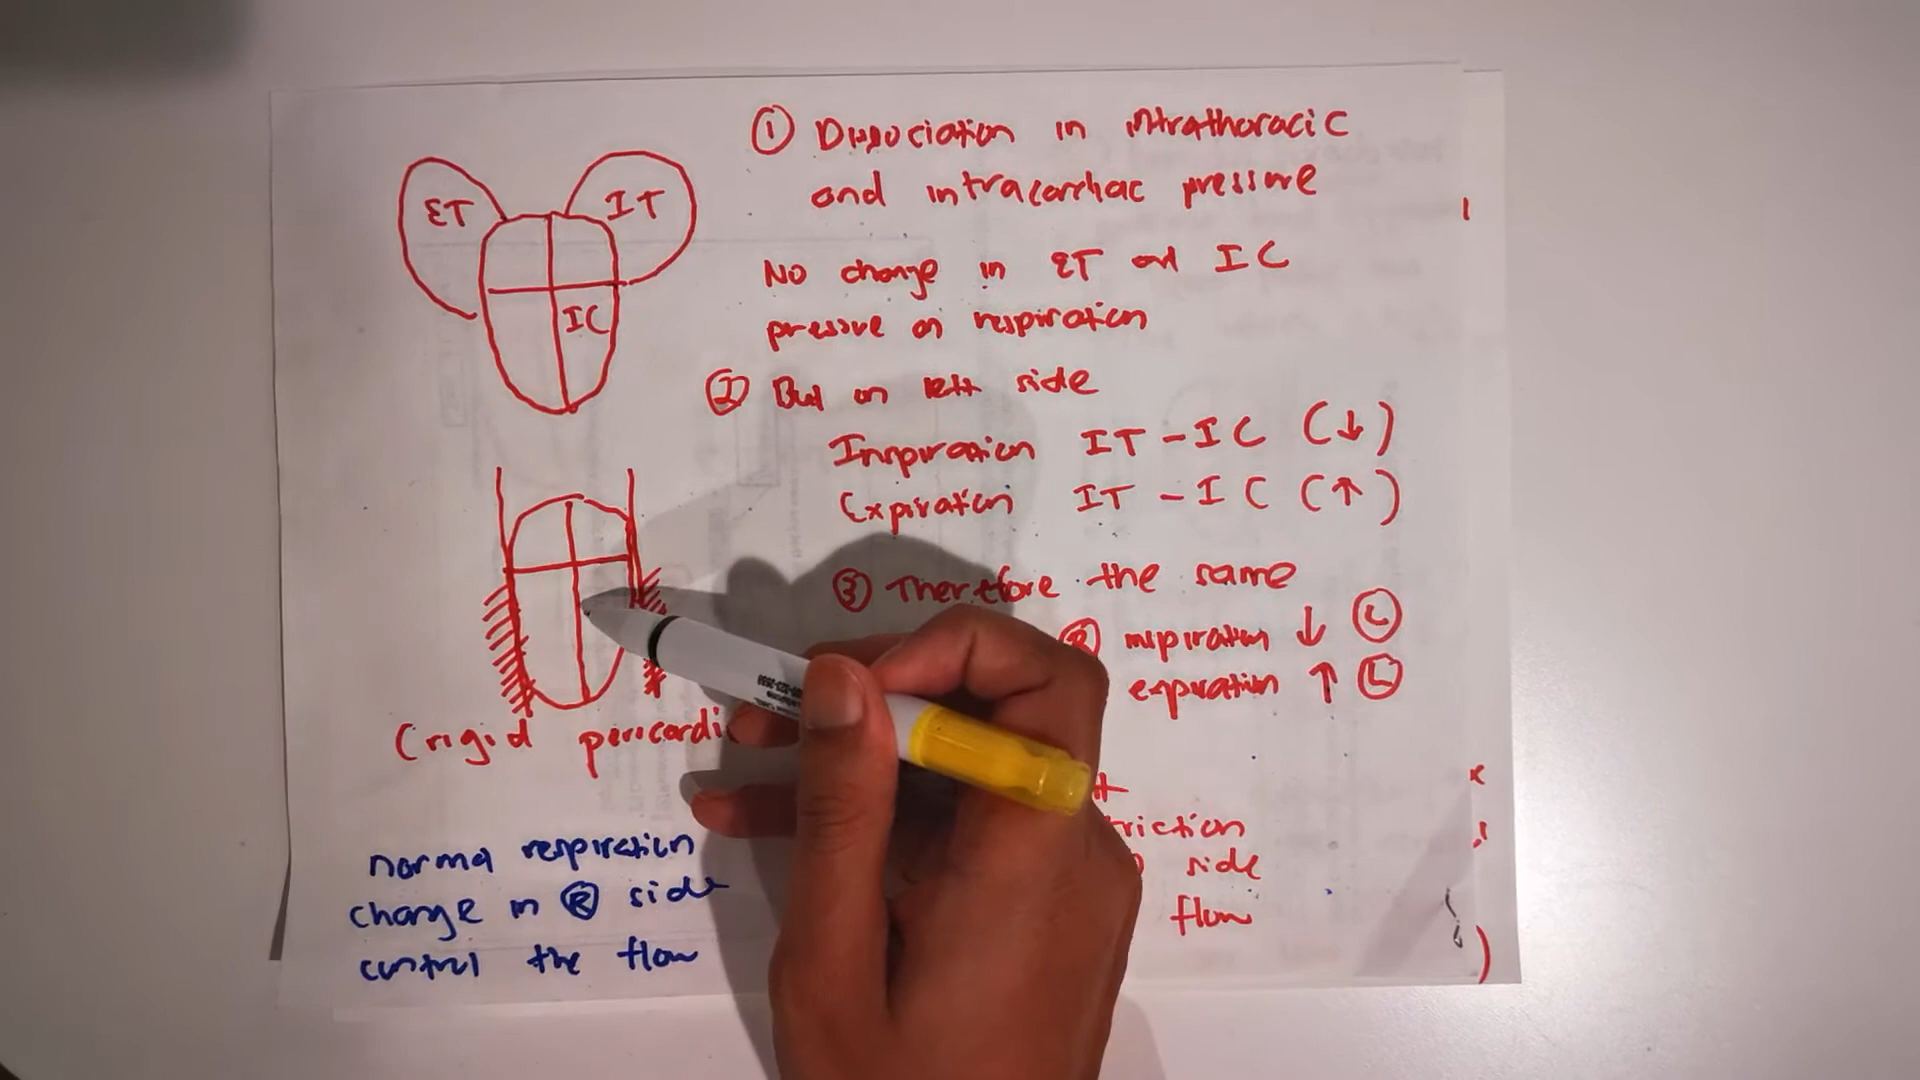 ET
IT
IC
① Dissociation in intrathoracic
and intracardiac pressure
No change in ET and IC
pressure on respiration
② But on left side
Inspiration IT - IC (↓)
Expiration IT - IC (↑)
③ Therefore the same
inspiration ↓ Ⓛ
expiration ↑ Ⓛ
(rigid pericardi
normal respiration
change in Ⓡ side
control the flow
side
flow